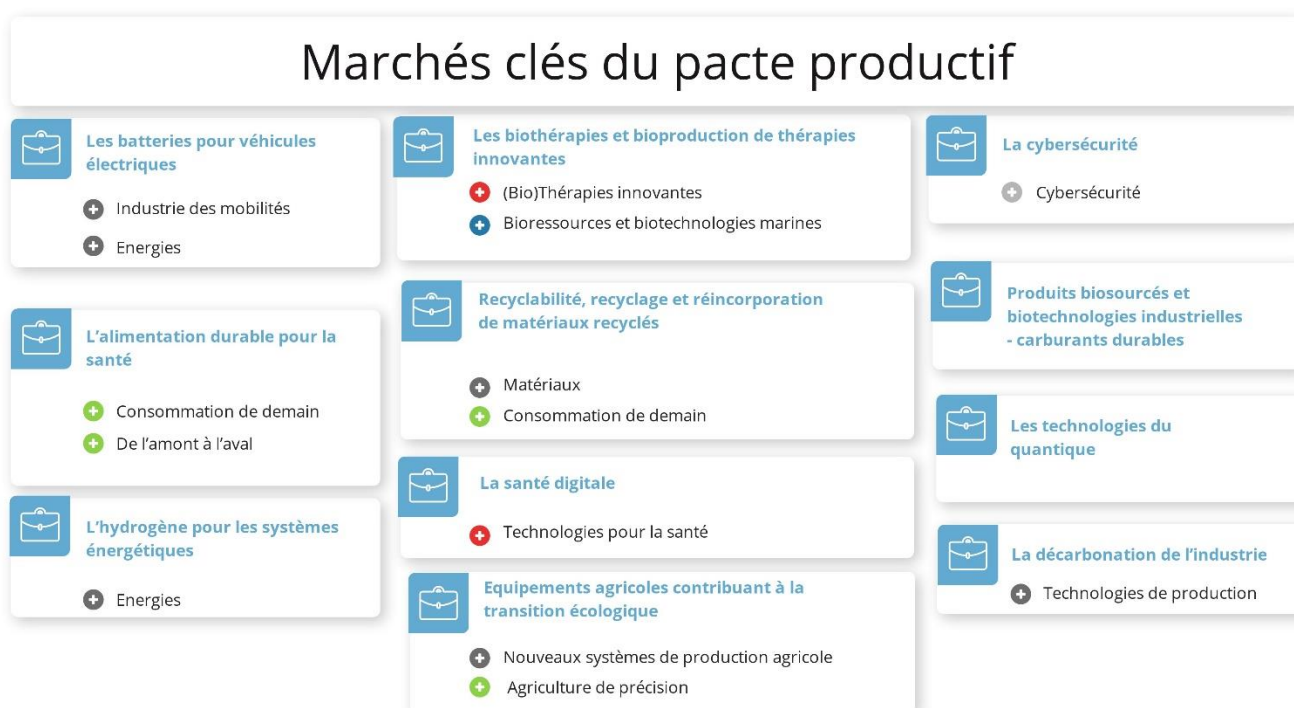 Marchés clés du pacte productif
Les batteries pour véhicules
électriques
Industrie des mobilités
Energies
L'alimentation durable pour la
santé
Consommation de demain
De l'amont à l'aval
L'hydrogène pour les systèmes
énergétiques
Energies
Les biothérapies et bioproduction de thérapies
innovantes
(Bio)Thérapies innovantes
Bioressources et biotechnologies marines
Recyclabilité, recyclage et réincorporation
de matériaux recyclés
Matériaux
Consommation de demain
La santé digitale
Technologies pour la santé
Equipements agricoles contribuant à la
transition écologique
Nouveaux systèmes de production agricole
Agriculture de précision
La cybersécurité
Cybersécurité
Produits biosourcés et
biotechnologies industrielles
- carburants durables
Les technologies du
quantique
La décarbonation de l'industrie
Technologies de production